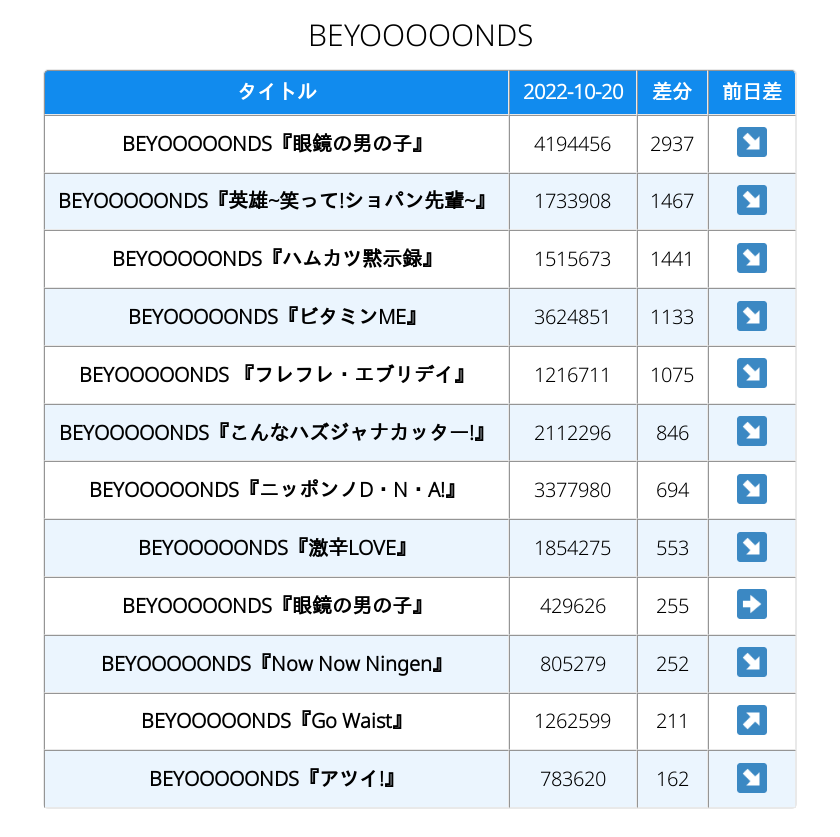 BEYOOOOONDS
タイトル 2022-10-20 差分 前日差
BEYOOOOONDS『眼鏡の男の子』 4194456 2937 ↘
BEYOOOOONDS『英雄~笑って!ショパン先輩~』 1733908 1467 ↘
BEYOOOOONDS『ハムカツ黙示録』 1515673 1441 ↘
BEYOOOOONDS『ビタミンME』 3624851 1133 ↘
BEYOOOOONDS 『フレフレ・エブリデイ』 1216711 1075 ↘
BEYOOOOONDS『こんなハズジャナカッター!』 2112296 846 ↘
BEYOOOOONDS『ニッポンノD・N・A!』 3377980 694 ↘
BEYOOOOONDS『激辛LOVE』 1854275 553 ↘
BEYOOOOONDS『眼鏡の男の子』 429626 255 ➡
BEYOOOOONDS『Now Now Ningen』 805279 252 ↘
BEYOOOOONDS『Go Waist』 1262599 211 ↗
BEYOOOOONDS『アツイ!』 783620 162 ↘